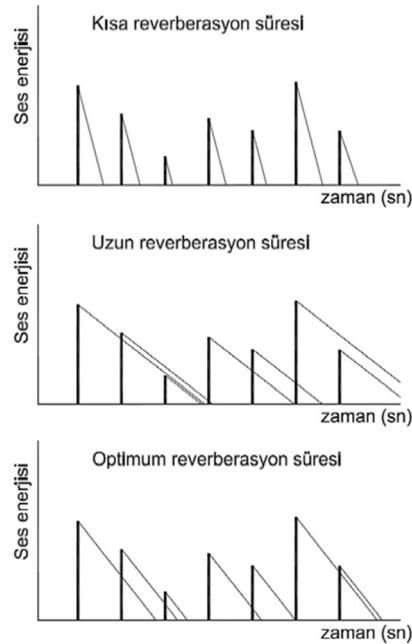 Kısa reverberasyon süresi
Ses enerjisi
zaman (sn)
Uzun reverberasyon süresi
Ses enerjisi
zaman (sn)
Optimum reverberasyon süresi
Ses enerjisi
zaman (sn)